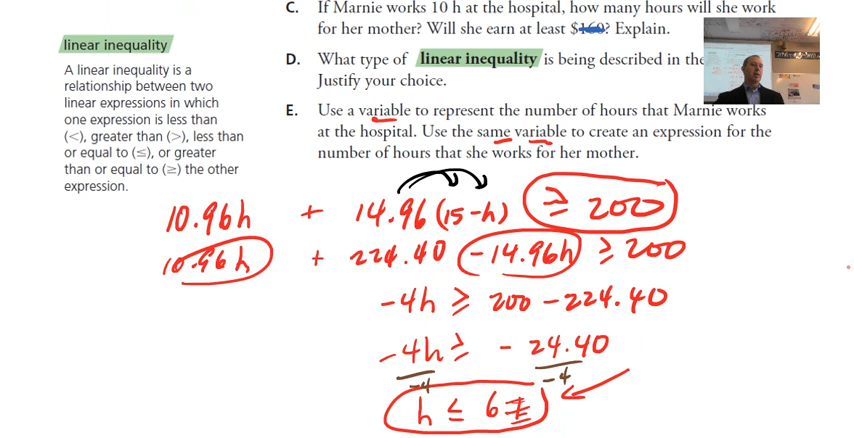 C. If Marnie works 10 h at the hospital, how many hours will she work
for her mother? Will she earn at least $160? Explain.
linear inequality
A linear inequality is a
relationship between two
linear expressions in which
one expression is less than
(<), greater than (>), less than
or equal to (≤), or greater
than or equal to (≥) the other
expression.
D. What type of linear inequality is being described in the
Justify your choice.
E. Use a variable to represent the number of hours that Marnie works
at the hospital. Use the same variable to create an expression for the
number of hours that she works for her mother.
10.96h + 14.96(15-h) ≥ 200
10.96h + 224.40 -14.96h ≥ 200
-4h ≥ 200 - 224.40
-4h ≥ -24.40
-4 -4
h ≤ 6